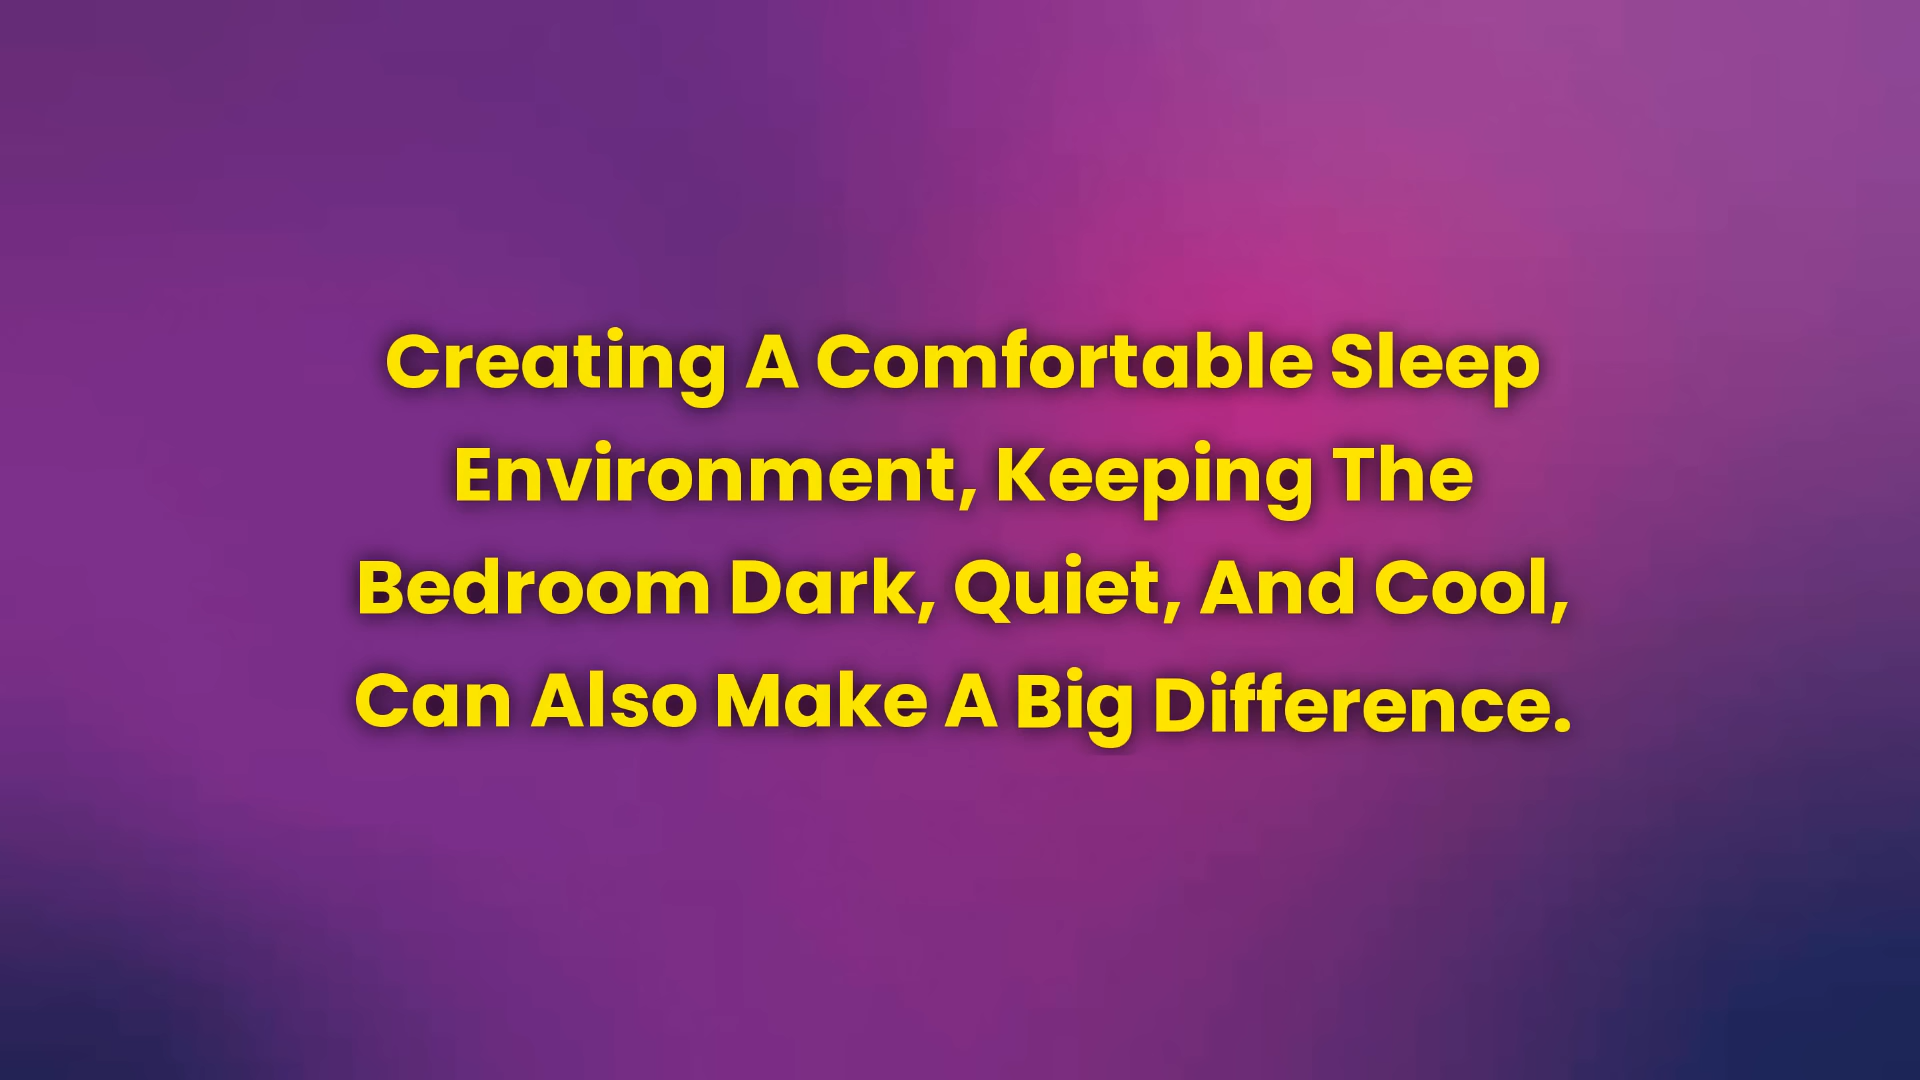 Creating A Comfortable Sleep
Environment, Keeping The
Bedroom Dark, Quiet, And Cool,
Can Also Make A Big Difference.